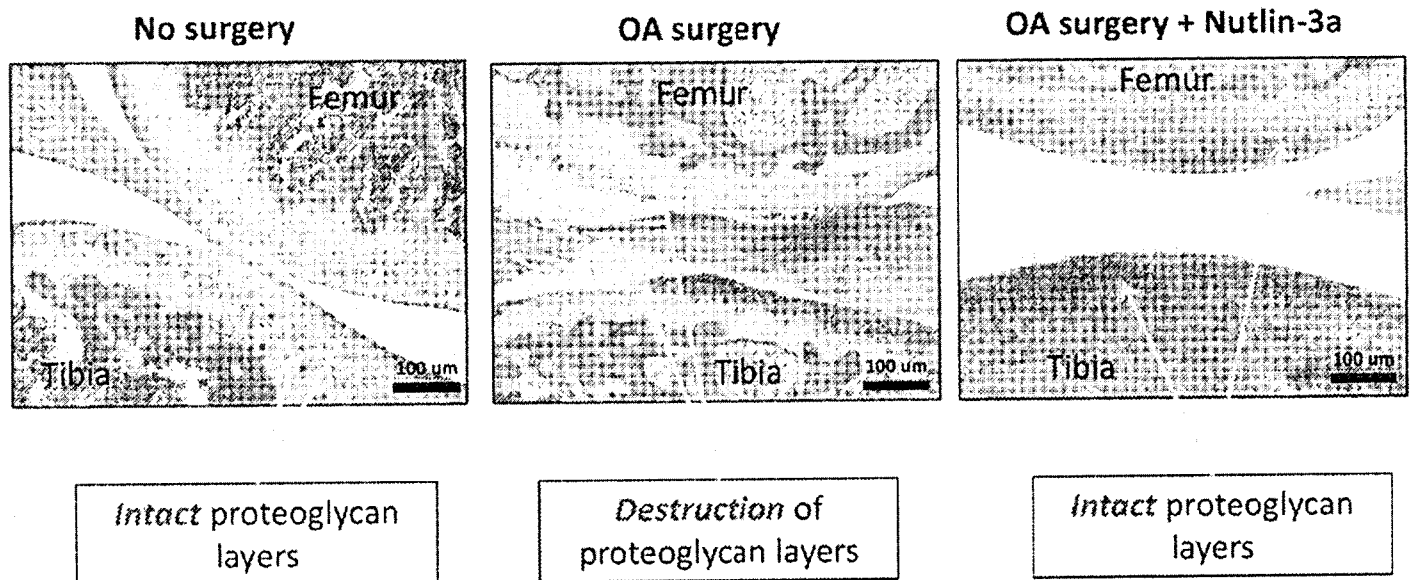 No surgery
OA surgery
OA surgery + Nutlin-3a
Femur
Femur
Femur
Tibia
100 um
Tibia
100 um
Tibia
100 um
Intact proteoglycan
layers
Destruction of
proteoglycan layers
Intact proteoglycan
layers